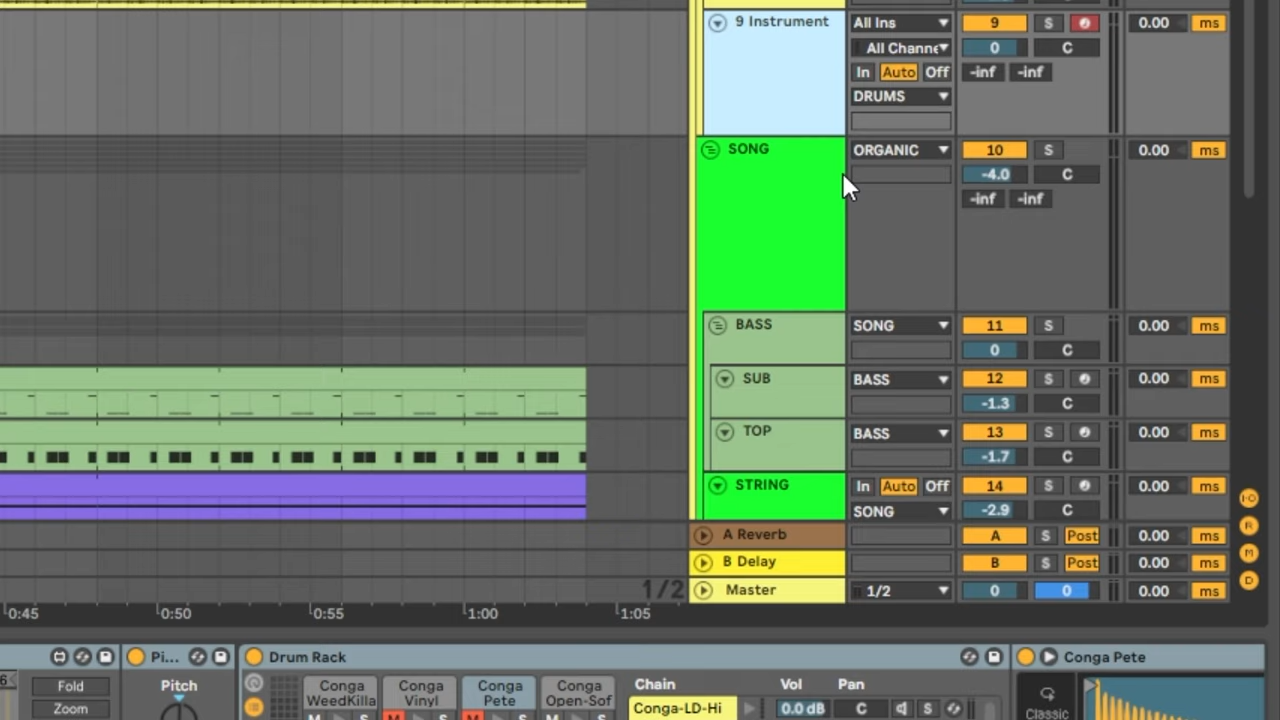 9 Instrument All Ins 9 S 0.00 ms
All Channe 0 C
In Auto Off -inf -inf
DRUMS
SONG ORGANIC 10 S 0.00 ms
-4.0 C
-inf -inf
BASS SONG 11 S 0.00 ms
0 C
SUB BASS 12 S 0.00 ms
-1.3 C
TOP BASS 13 S 0.00 ms
-1.7 C
STRING In Auto Off 14 S 0.00 ms
SONG -2.9 C
A Reverb A S Post 0.00 ms
B Delay B S Post 0.00 ms
1/2 Master 1/2 0 0 0.00 ms
0:45 0:50 0:55 1:00 1:05
I·O
R
M
D
Pi... Drum Rack Conga Pete
6 Fold Pitch Conga WeedKilla Conga Vinyl Conga Pete Conga Open-Sof Chain Vol Pan
Zoom M S M S M S M S Conga-LD-Hi 0.0 dB C S Classic